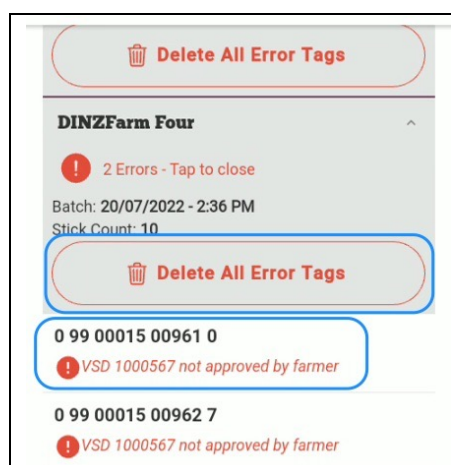 Delete All Error Tags
DINZFarm Four
2 Errors - Tap to close
Batch: 20/07/2022 - 2:36 PM
Stick Count: 10
Delete All Error Tags
0 99 00015 00961 0
VSD 1000567 not approved by farmer
0 99 00015 00962 7
VSD 1000567 not approved by farmer